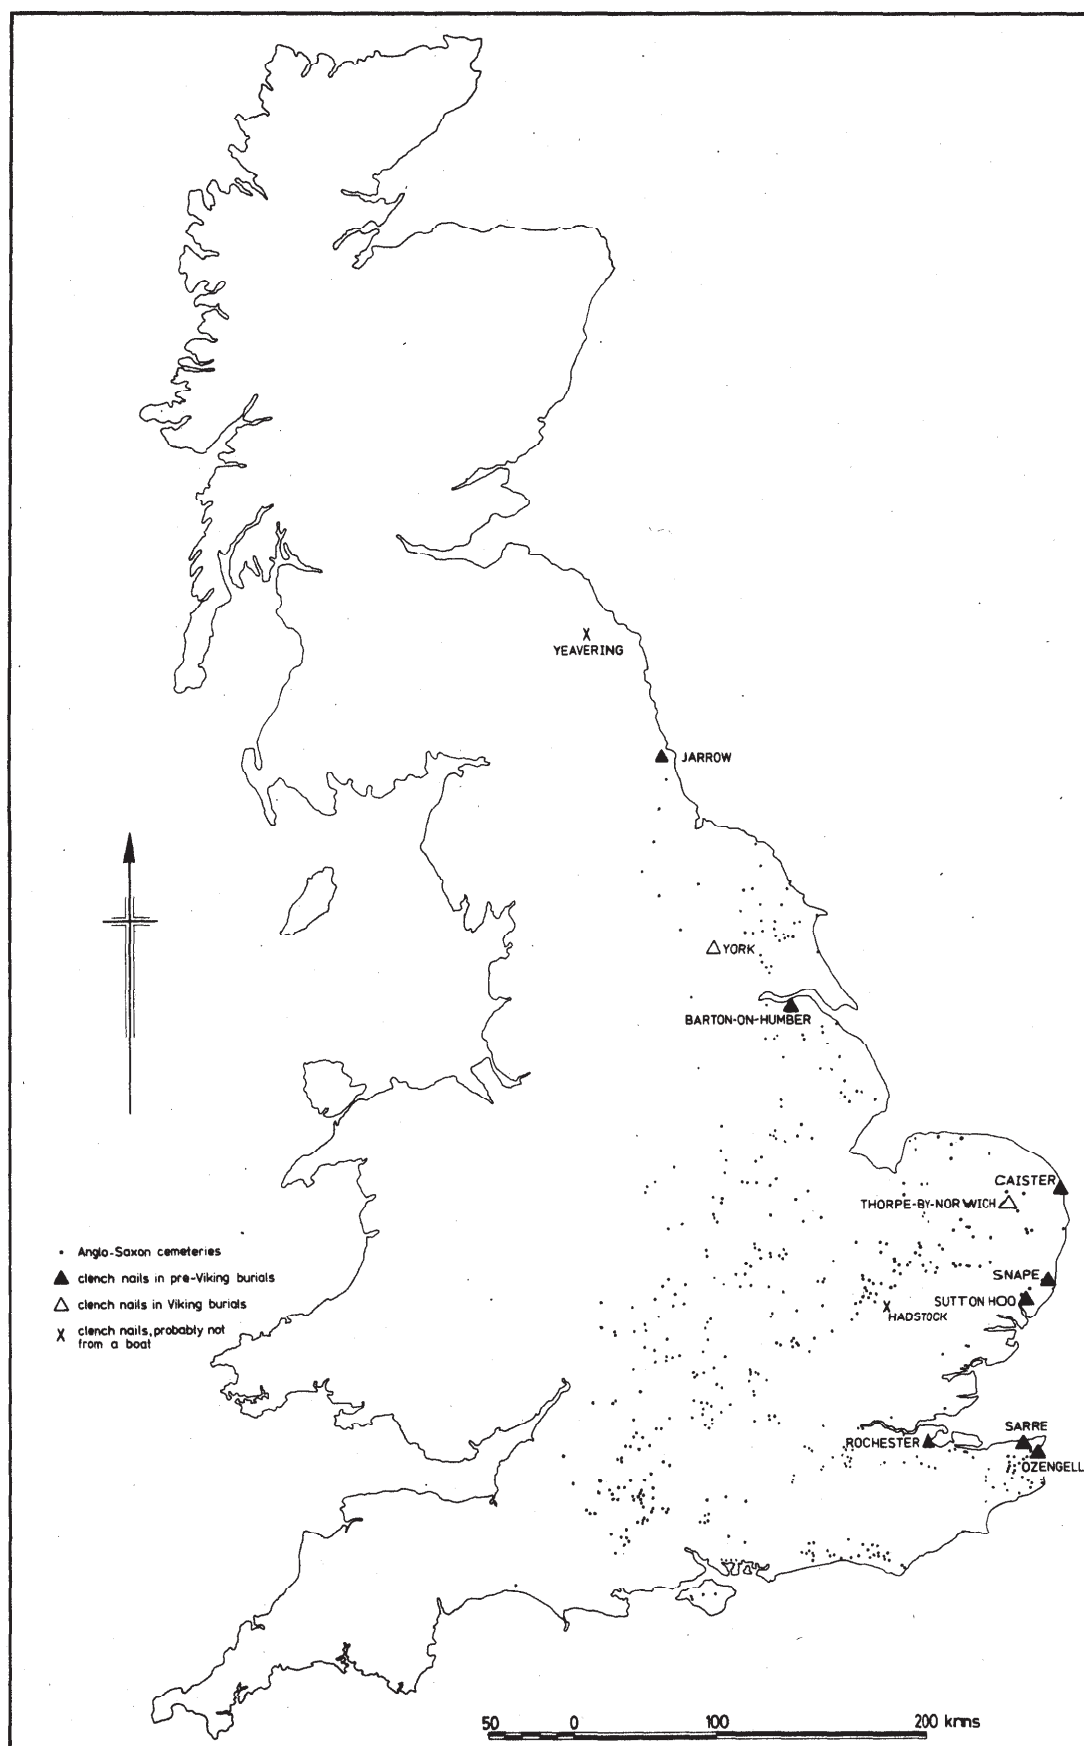 YEAVERING
JARROW
YORK
BARTON-ON-HUMBER
CAISTER
THORPE-BY-NORWICH
• Anglo-Saxon cemeteries
▲ clench nails in pre-Viking burials
△ clench nails in Viking burials
X clench nails, probably not
from a boat
SNAPE
SUTTON HOO
HADSTOCK
SARRE
ROCHESTER
OZENGELL
50 0 100 200 kms